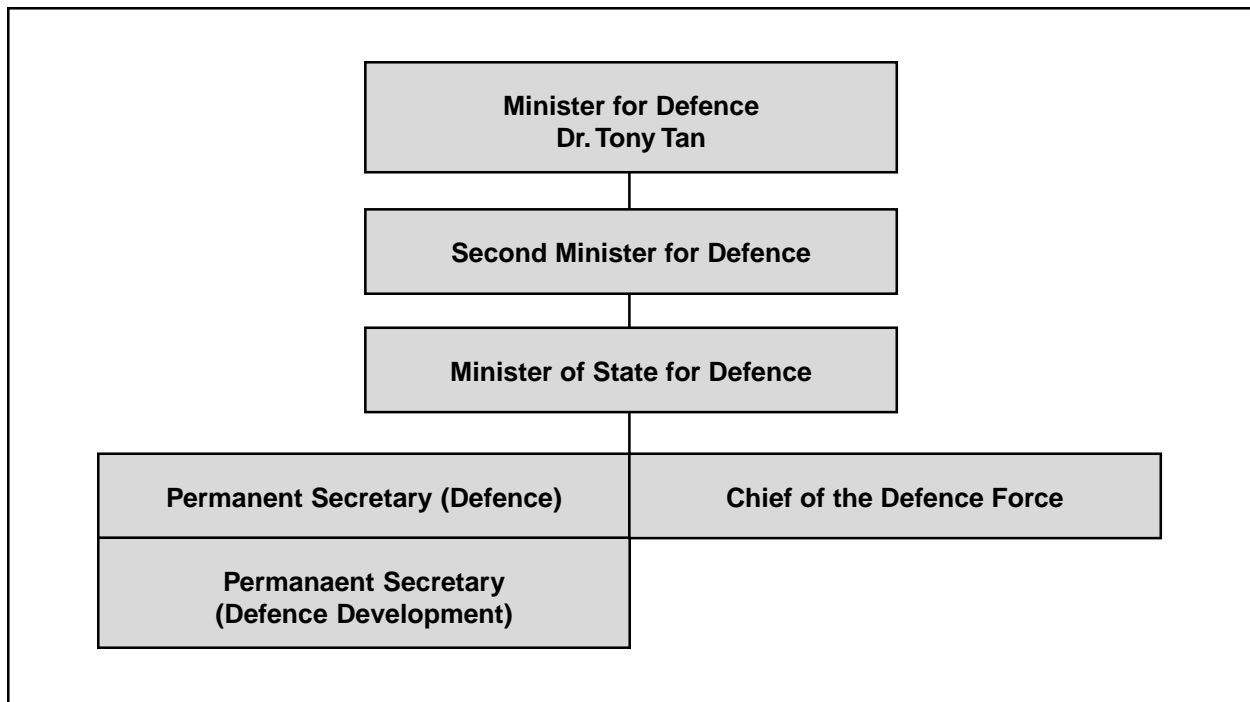 Minister for Defence
Dr. Tony Tan
Second Minister for Defence
Minister of State for Defence
Permanent Secretary (Defence)
Chief of the Defence Force
Permanaent Secretary
(Defence Development)